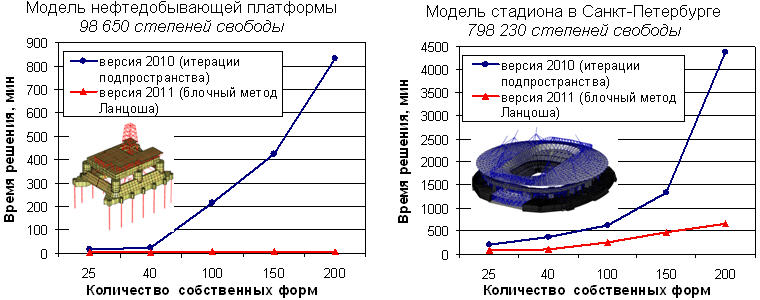 Модель нефтедобывающей платформы
98 650 степеней свободы
900
800
700
600
500
400
300
200
100
0
Время решения, мин
версия 2010 (итерации
подпространства)
версия 2011 (блочный метод
Ланцоша)
25 40 100 150 200
Количество собственных форм
Модель стадиона в Санкт-Петербурге
798 230 степеней свободы
4500
4000
3500
3000
2500
2000
1500
1000
500
0
Время решения, мин
версия 2010 (итерации
подпространства)
версия 2011 (блочный метод
Ланцоша)
25 40 100 150 200
Количество собственных форм